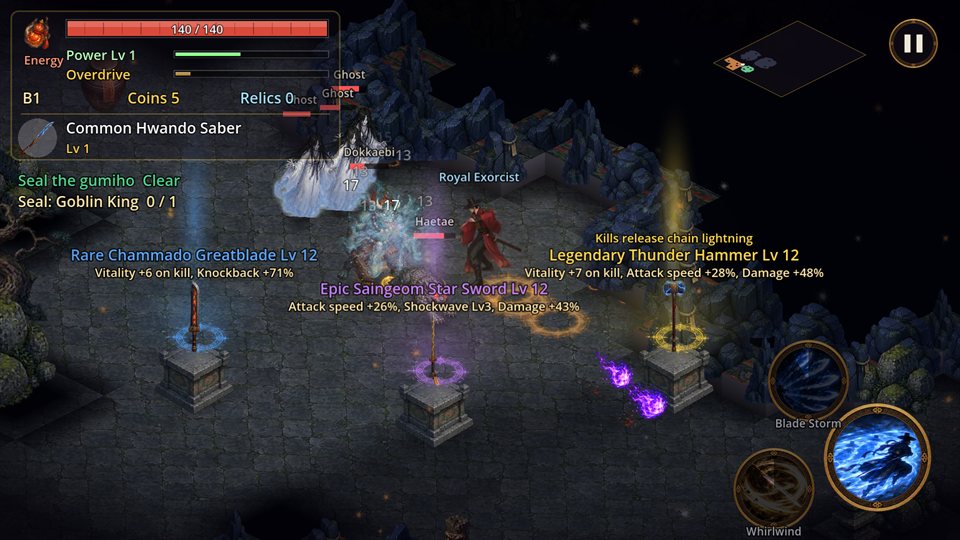 140 / 140
Energy
Power Lv 1
Overdrive
B1
Coins 5
Relics 0
Common Hwando Saber
Lv 1
Seal the gumiho Clear
Seal: Goblin King 0 / 1
Ghost
Ghost
host
Dokkaebi
13
17
13
17
13
Royal Exorcist
Haetae
Rare Chammado Greatblade Lv 12
Vitality +6 on kill, Knockback +71%
Epic Saingeom Star Sword Lv 12
Attack speed +26%, Shockwave Lv3, Damage +43%
Kills release chain lightning
Legendary Thunder Hammer Lv 12
Vitality +7 on kill, Attack speed +28%, Damage +48%
Blade Storm
Whirlwind